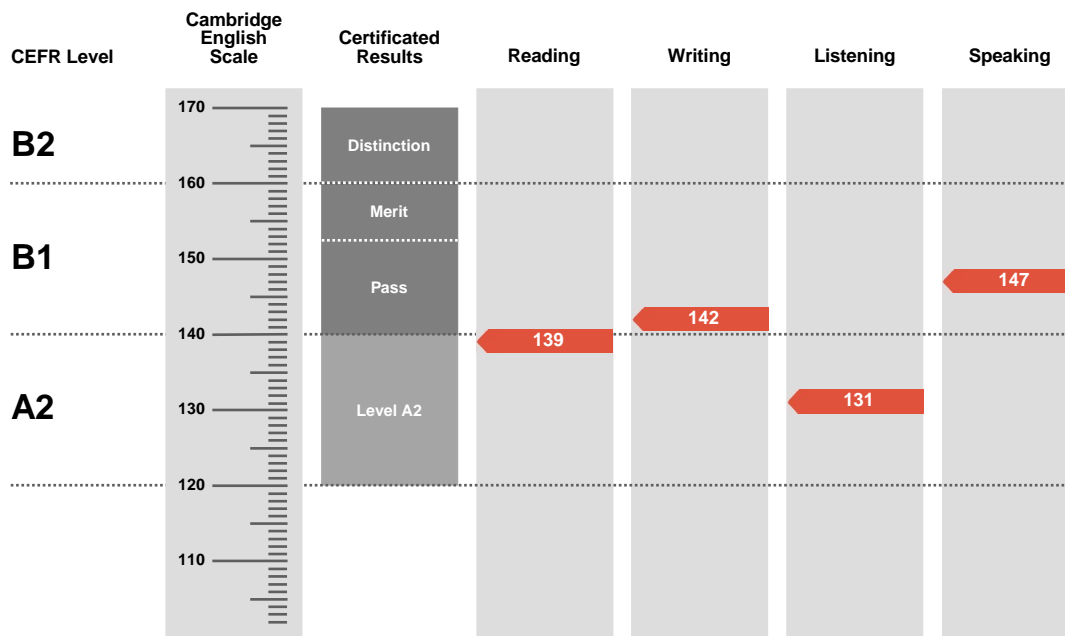 CEFR Level
Cambridge
English
Scale
Certificated
Results
Reading
Writing
Listening
Speaking
170
B2
Distinction
160
Merit
B1
150
Pass
147
142
140
139
Level A2
A2
130
131
120
110